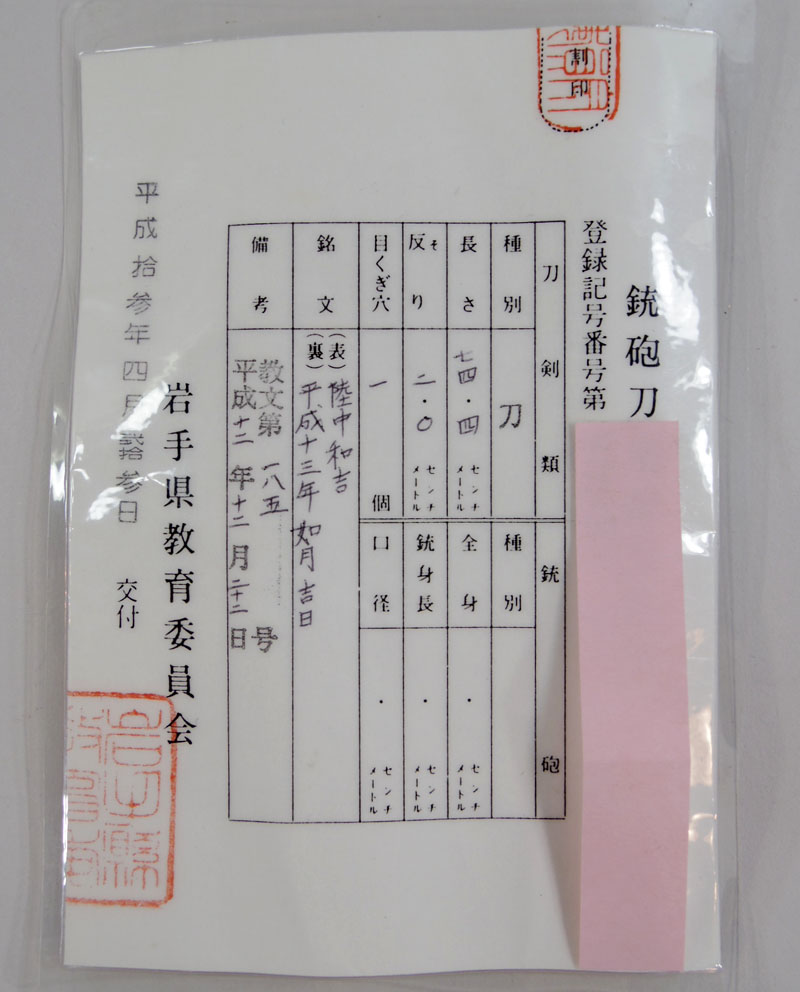 割印
銃砲刀
登録記号番号第
刀剣類
種別 刀
長さ 七四・四 センチメートル
反り そ 二・〇 センチメートル
目くぎ穴 一 個
銘文 (表) 陸中和吉
(裏) 平成十三年如月吉日
備考 教文第一八五号
平成十二年十二月二十二日
銃砲
種別
全身 ・ センチメートル
銃身長 ・ センチメートル
口径 ・ センチメートル
岩手県教育委員会
平成拾参年四月弐拾参日 交付